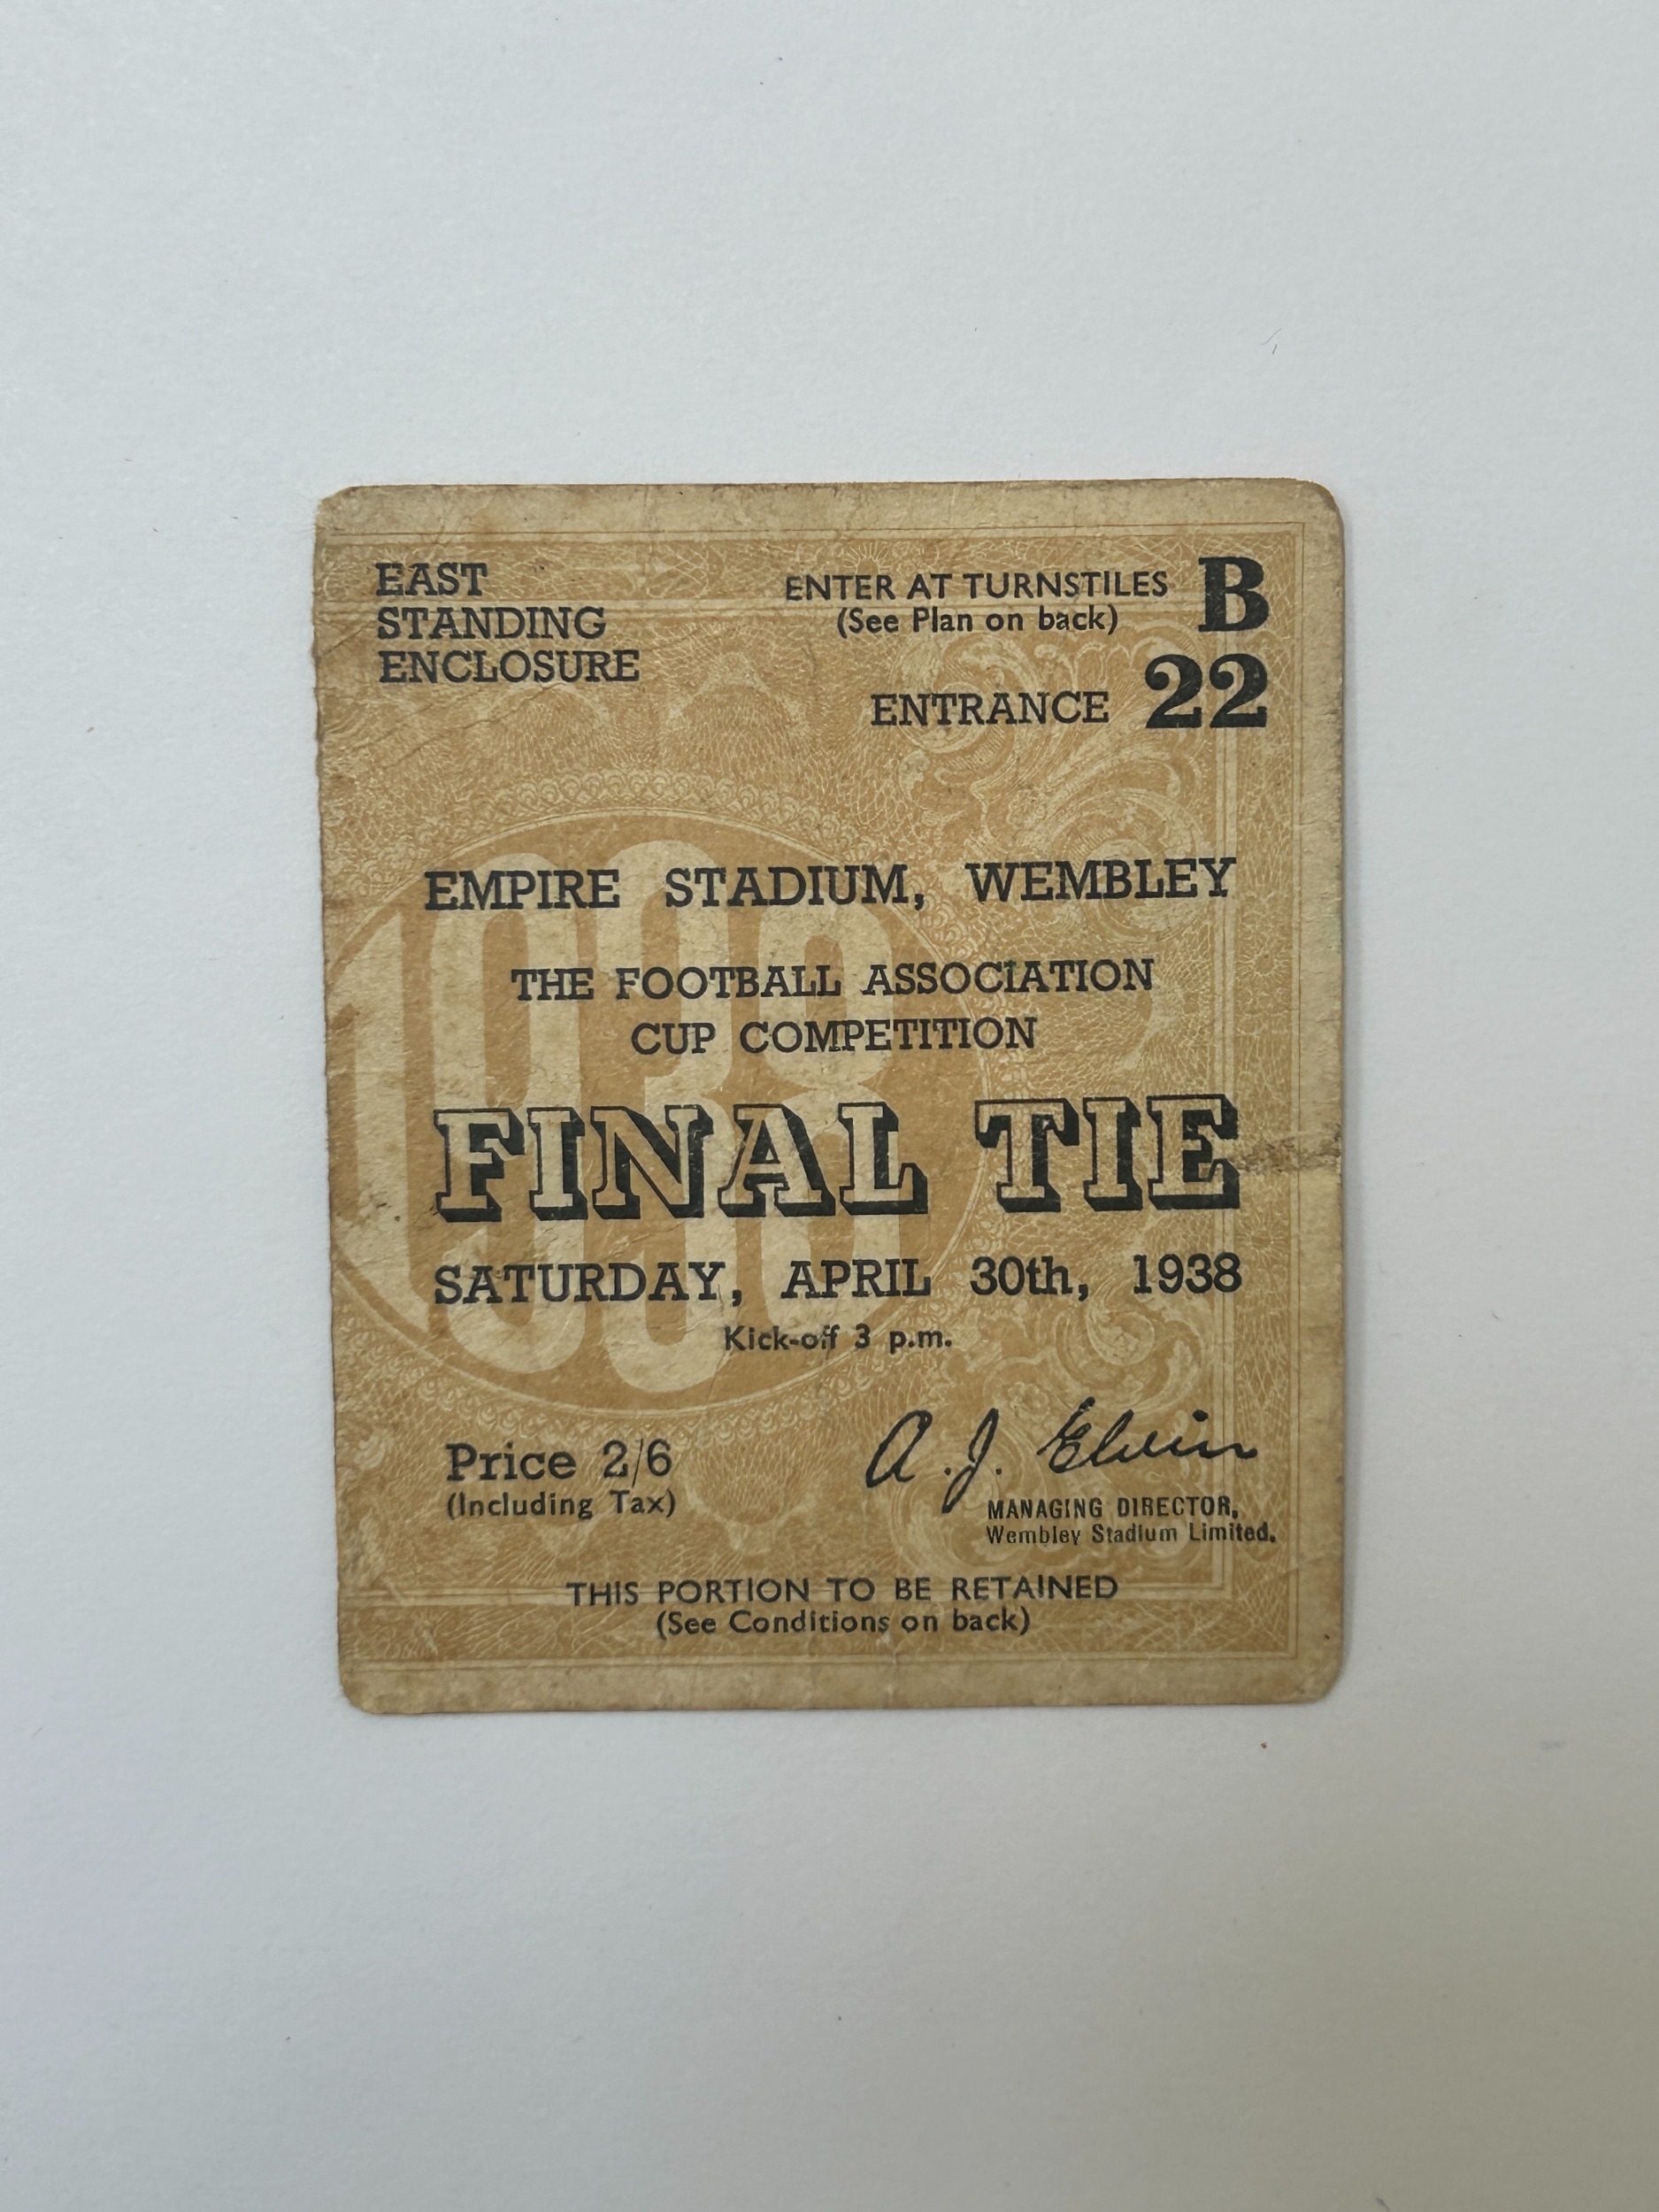 EAST
STANDING
ENCLOSURE
ENTER AT TURNSTILES B
(See Plan on back)
ENTRANCE 22
1938
EMPIRE STADIUM, WEMBLEY
THE FOOTBALL ASSOCIATION
CUP COMPETITION
FINAL TIE
SATURDAY, APRIL 30th, 1938
Kick-off 3 p.m.
Price 2/6
(Including Tax)
A. J. Elvin
MANAGING DIRECTOR,
Wembley Stadium Limited.
THIS PORTION TO BE RETAINED
(See Conditions on back)